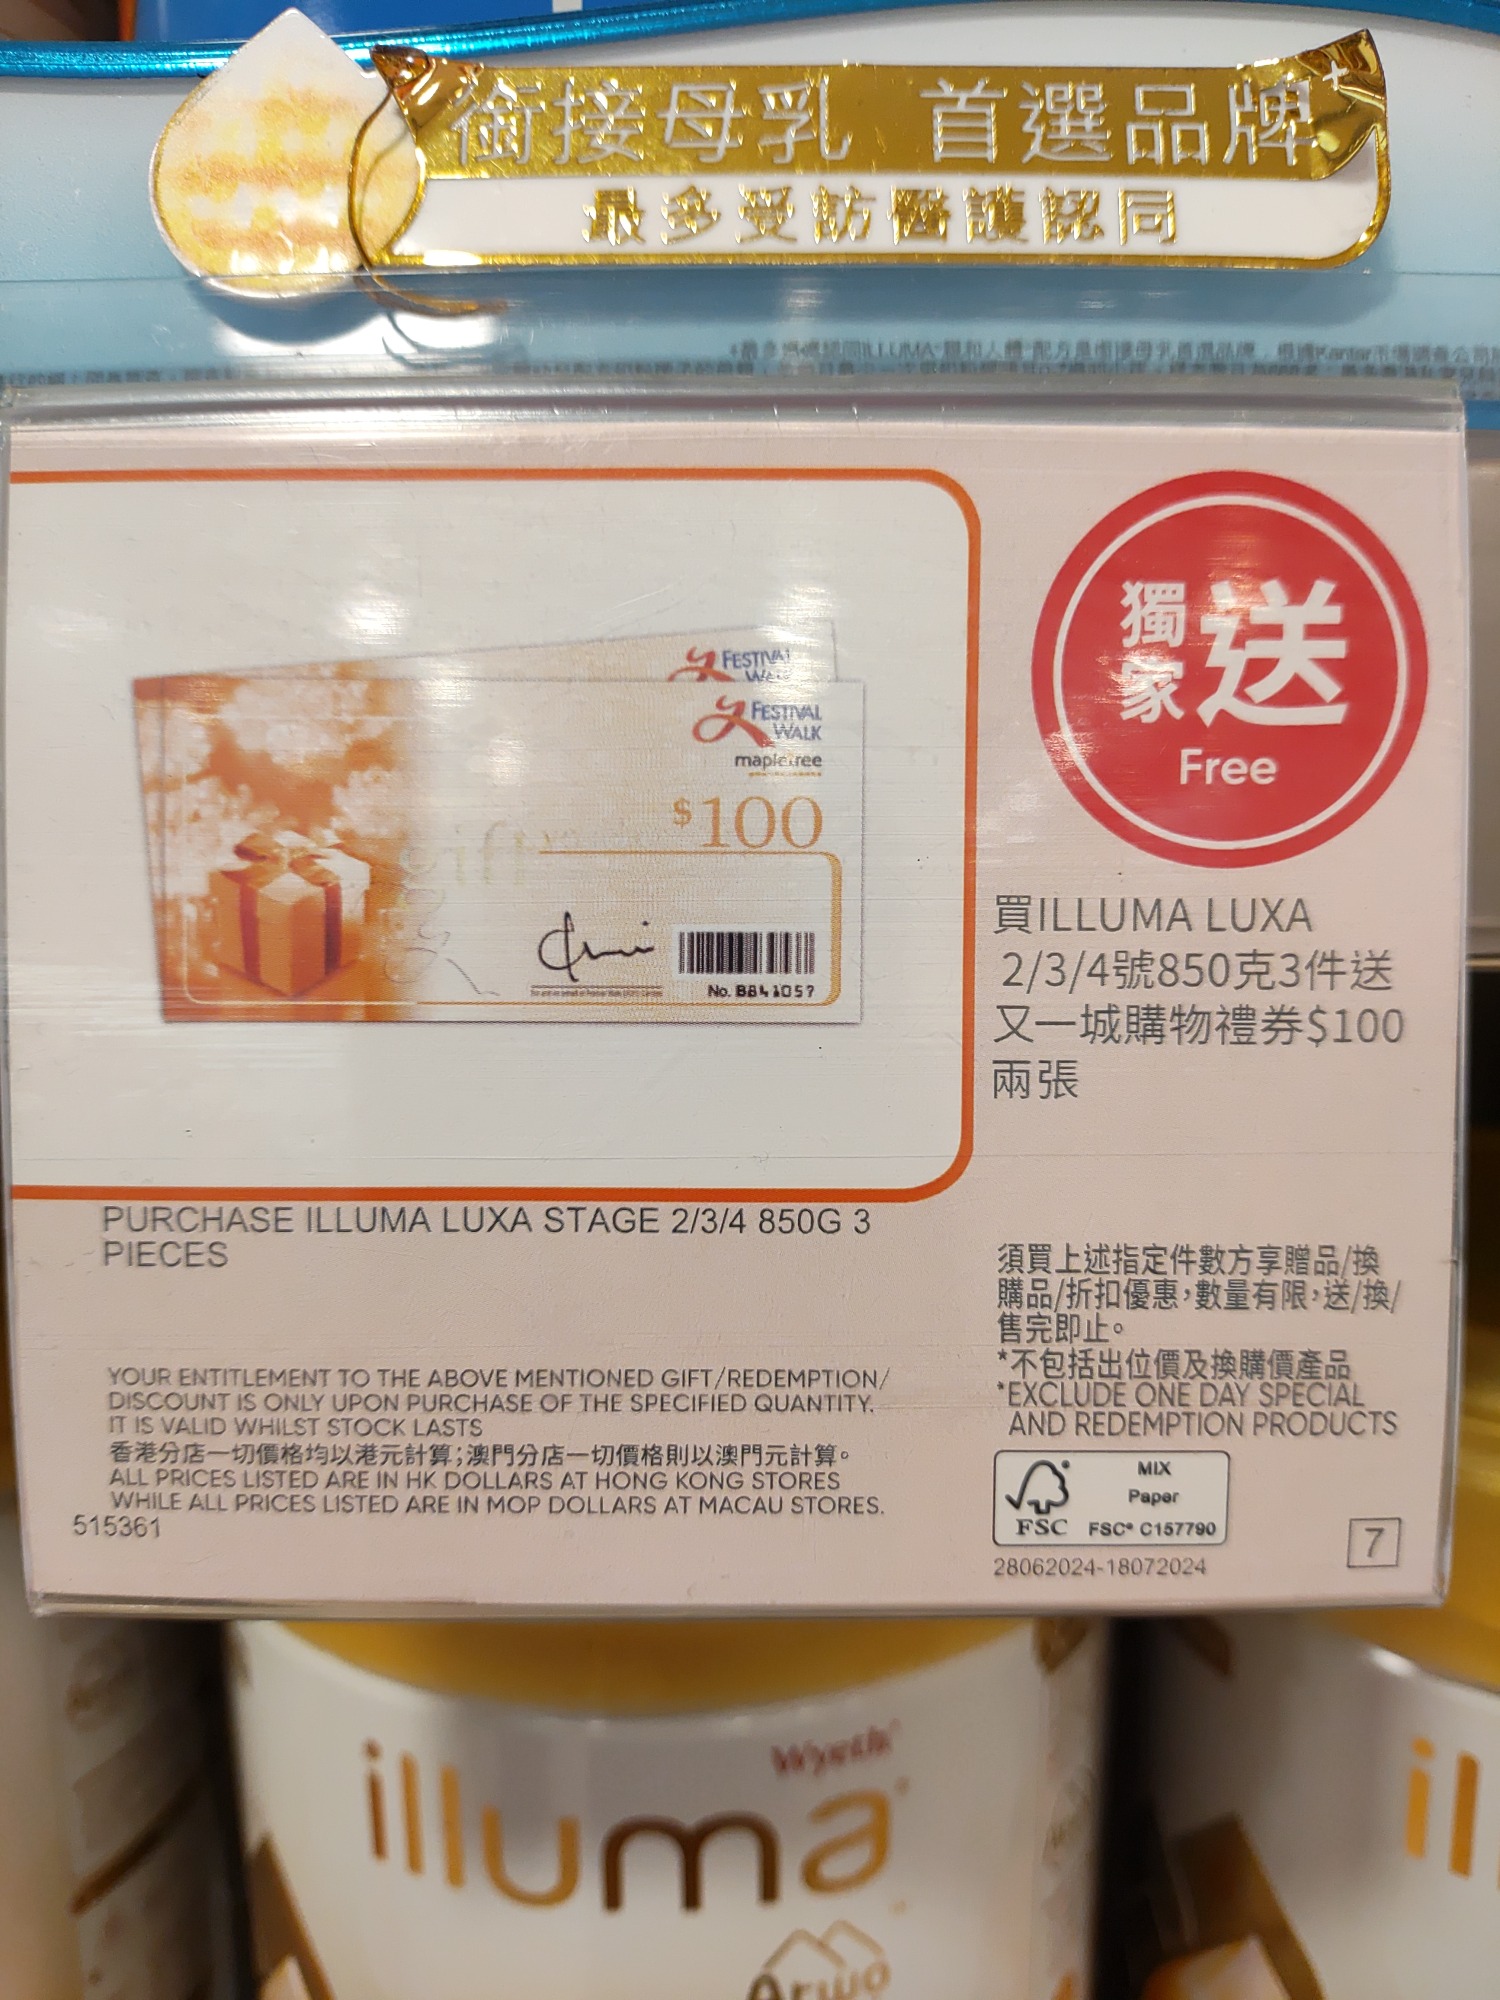 銜接母乳 首選品牌+
最多受訪醫護認同
FESTIVAL
FESTIVAL
WALK
mapletree
$100
No. B841057
獨家 送
Free
買ILLUMA LUXA
2/3/4號850克3件送
又一城購物禮券$100
兩張
PURCHASE ILLUMA LUXA STAGE 2/3/4 850G 3
PIECES
須買上述指定件數方享贈品/換
購品/折扣優惠,數量有限,送/換/
售完即止。
*不包括出位價及換購價產品
*EXCLUDE ONE DAY SPECIAL
AND REDEMPTION PRODUCTS
YOUR ENTITLEMENT TO THE ABOVE MENTIONED GIFT/REDEMPTION/
DISCOUNT IS ONLY UPON PURCHASE OF THE SPECIFIED QUANTITY.
IT IS VALID WHILST STOCK LASTS
香港分店一切價格均以港元計算;澳門分店一切價格則以澳門元計算。
ALL PRICES LISTED ARE IN HK DOLLARS AT HONG KONG STORES
WHILE ALL PRICES LISTED ARE IN MOP DOLLARS AT MACAU STORES.
515361
FSC
MIX
Paper
FSC® C157790
28062024-18072024
7
Wyeth
illuma
il